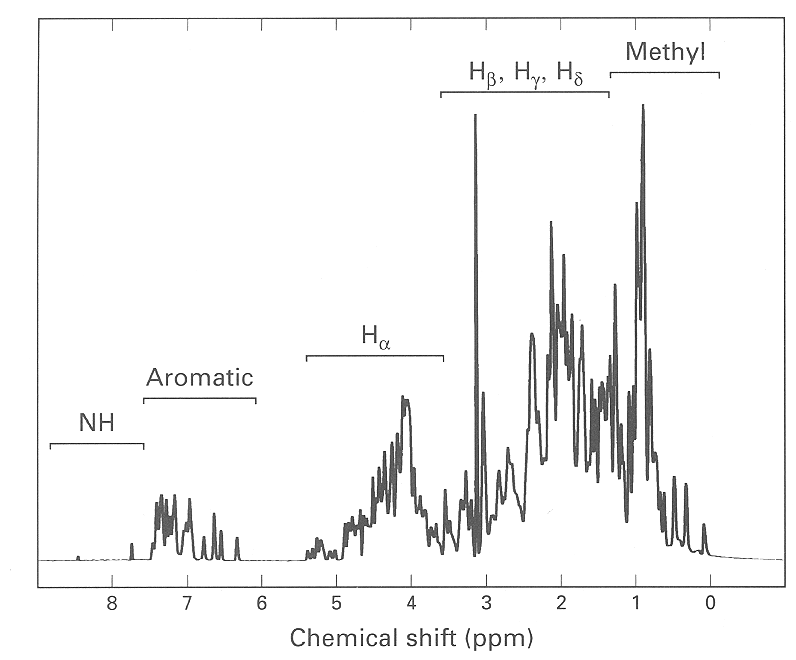 Methyl
Hβ, Hγ, Hδ
Hα
Aromatic
NH
8 7 6 5 4 3 2 1 0
Chemical shift (ppm)